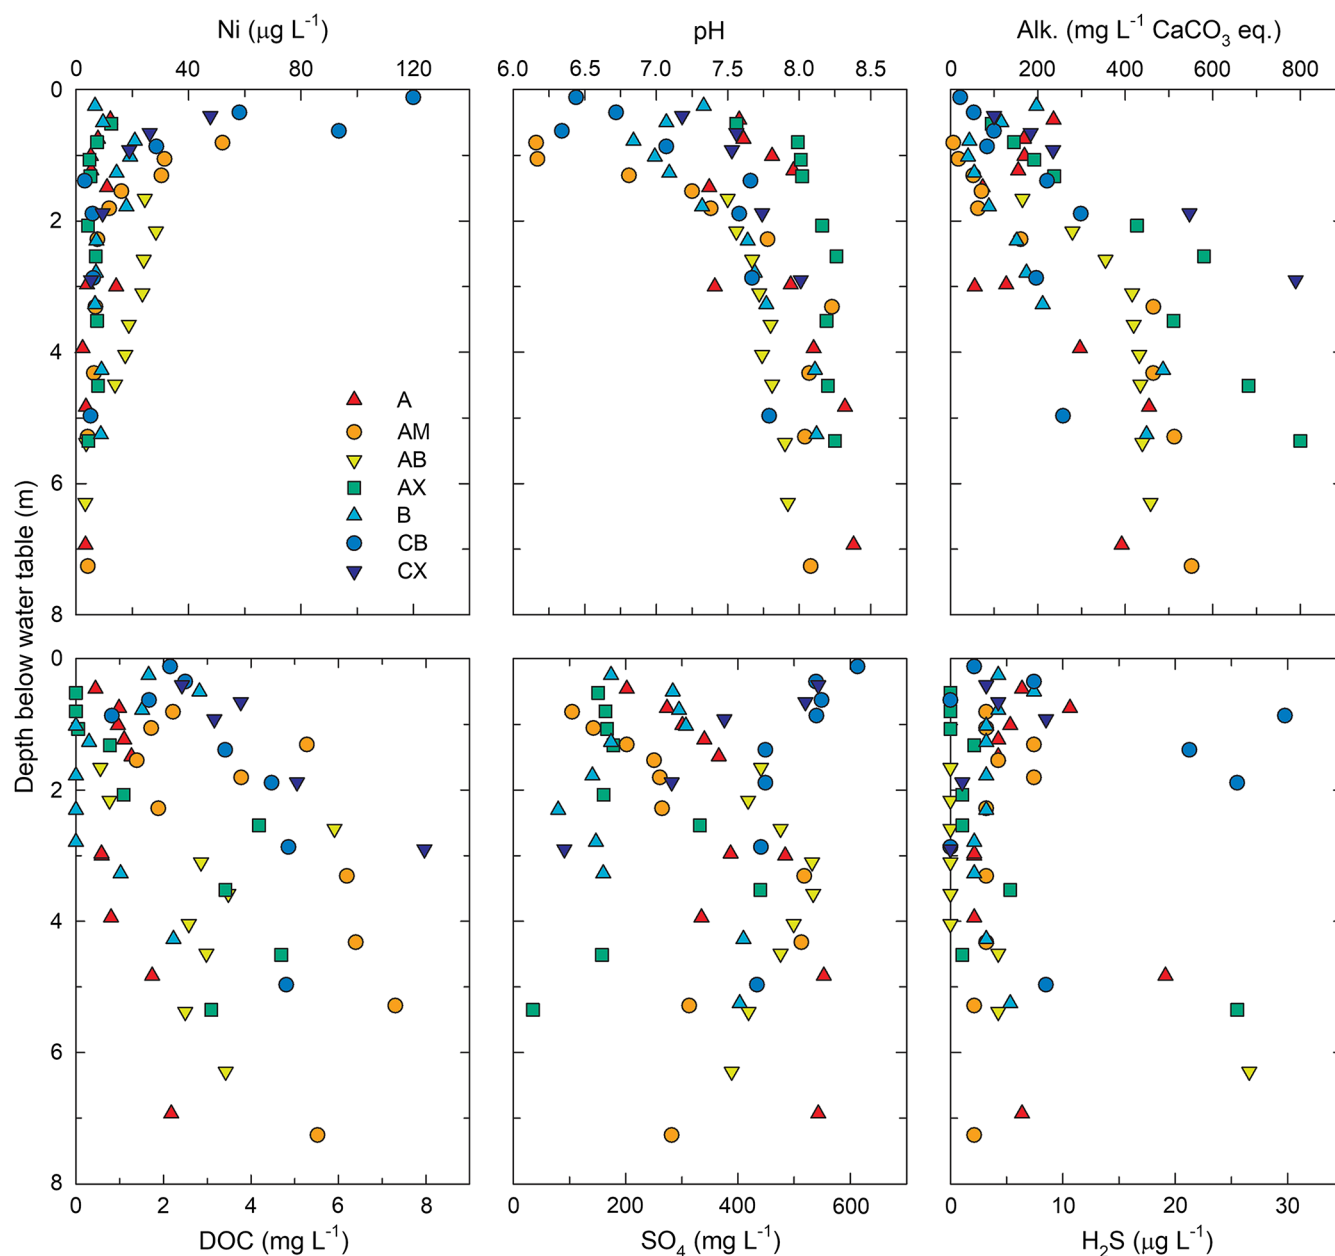 Ni (μg L⁻¹)
pH
Alk. (mg L⁻¹ CaCO₃ eq.)
0 40 80 120
6.0 6.5 7.0 7.5 8.0 8.5
0 200 400 600 800
0
2
4
6
8
A
AM
AB
AX
B
CB
CX
Depth below water table (m)
0
2
4
6
8
0 2 4 6 8
0 200 400 600
0 10 20 30
DOC (mg L⁻¹)
SO₄ (mg L⁻¹)
H₂S (μg L⁻¹)